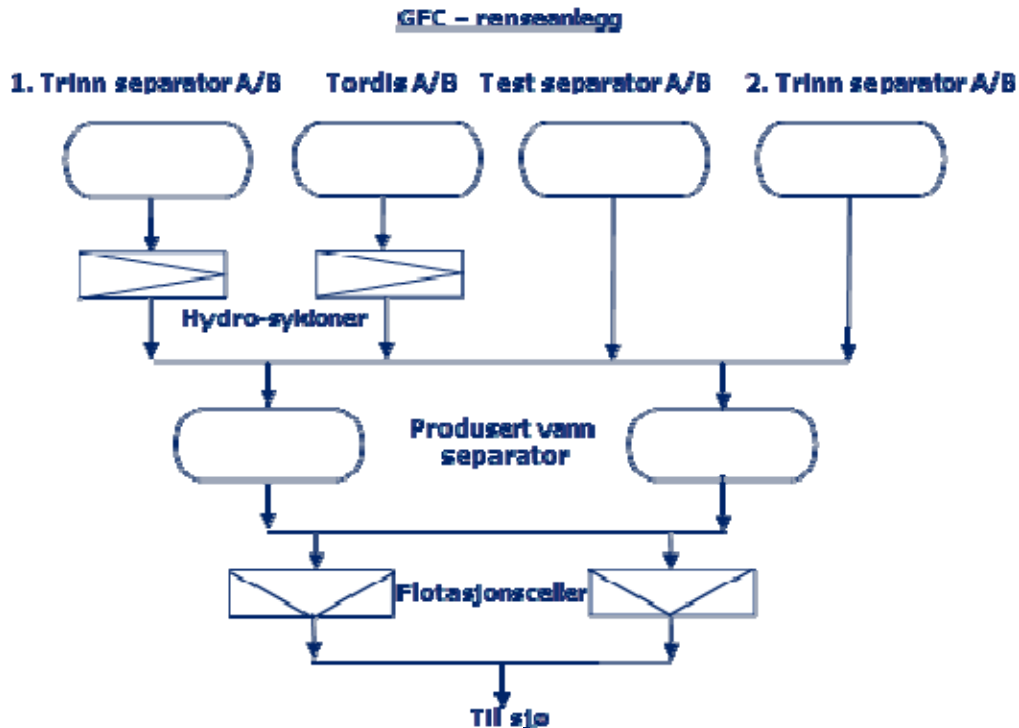 GFC – renseanlegg
1. Trinn separator A/B
Tordis A/B
Test separator A/B
2. Trinn separator A/B
Hydro-sykloner
Produsert vann
separator
Flotasjonsceller
Til sjø